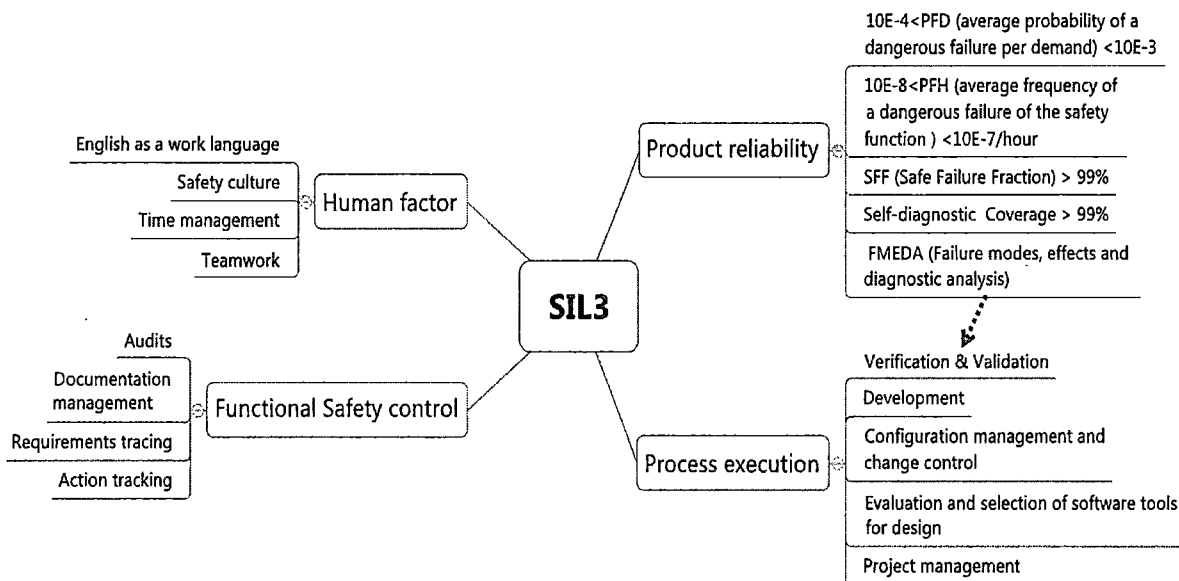 SIL3
Product reliability
10E-4<PFD (average probability of a
dangerous failure per demand) <10E-3
10E-8<PFH (average frequency of
a dangerous failure of the safety
function ) <10E-7/hour
SFF (Safe Failure Fraction) > 99%
Self-diagnostic Coverage > 99%
FMEDA (Failure modes, effects and
diagnostic analysis)
Process execution
Verification & Validation
Development
Configuration management and
change control
Evaluation and selection of software tools
for design
Project management
Human factor
English as a work language
Safety culture
Time management
Teamwork
Functional Safety control
Audits
Documentation
management
Requirements tracing
Action tracking